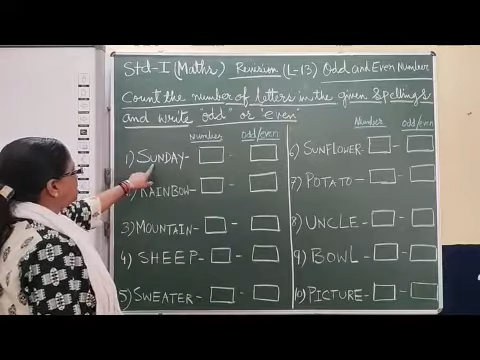 Std-I (Maths) Revision (L-13) Odd and Even Number
Count the number of letters in the given spellings
and write "odd" or "even"
Number Odd/even
1) SUNDAY-
2) RAINBOW-
3) MOUNTAIN-
4) SHEEP-
5) SWEATER-
Number Odd/even
6) SUNFLOWER-
7) POTATO-
8) UNCLE-
9) BOWL-
10) PICTURE-